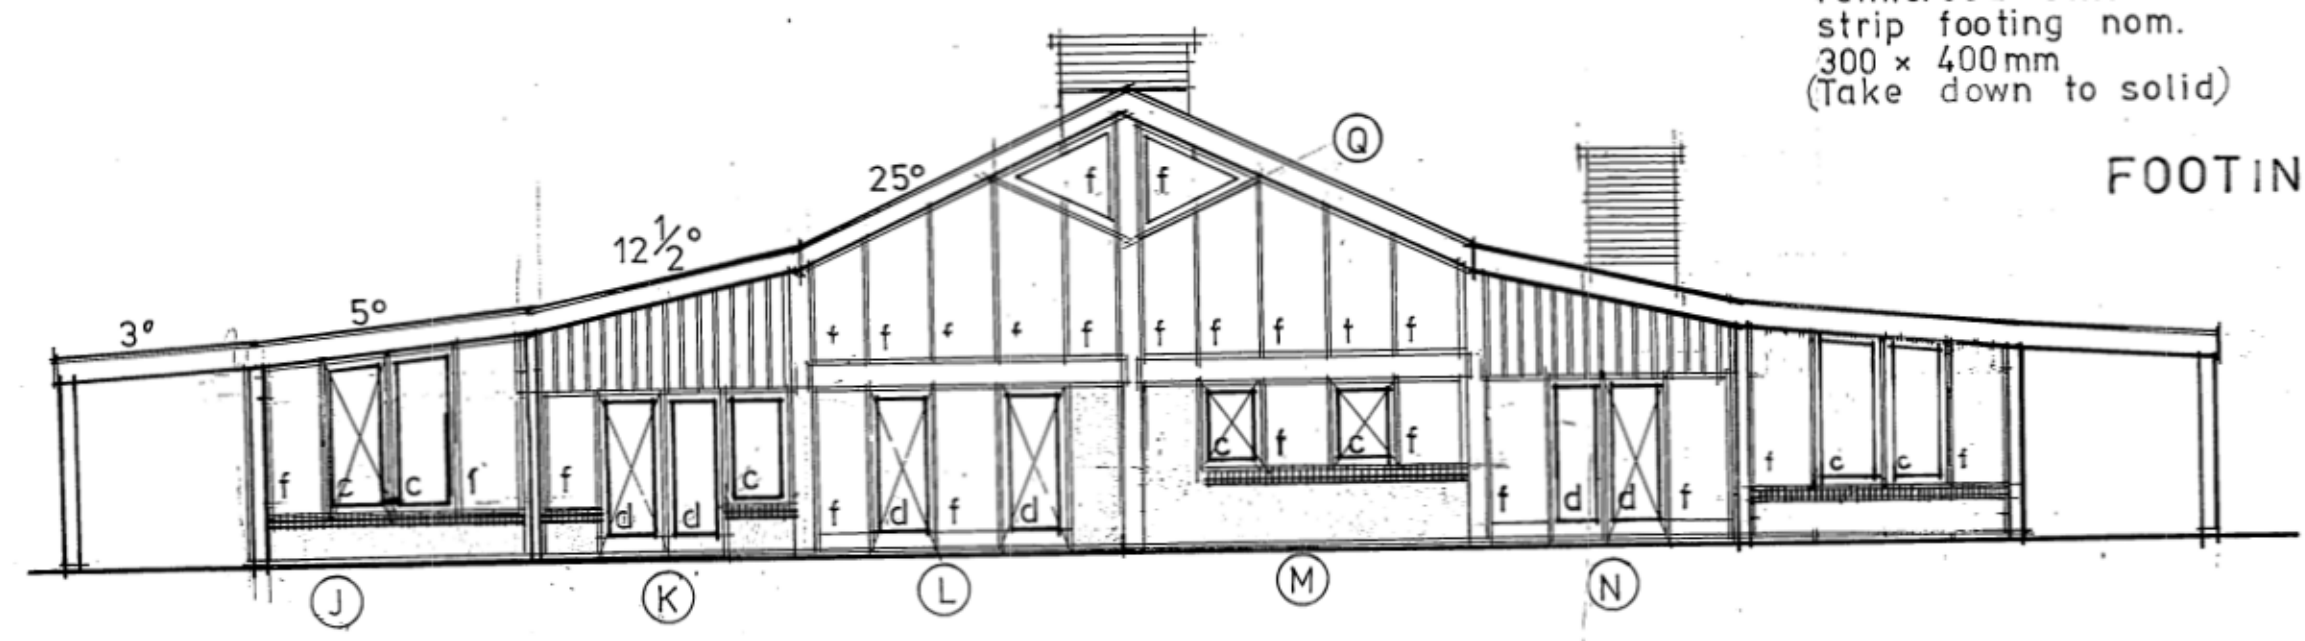 strip footing nom.
300 × 400mm
(Take down to solid)
FOOTIN
Q
25°
f f
12½°
5°
3°
f f f f f f f f f f
f c c f f d d c f d f d c f c f f d d f f c c f
J K L M N